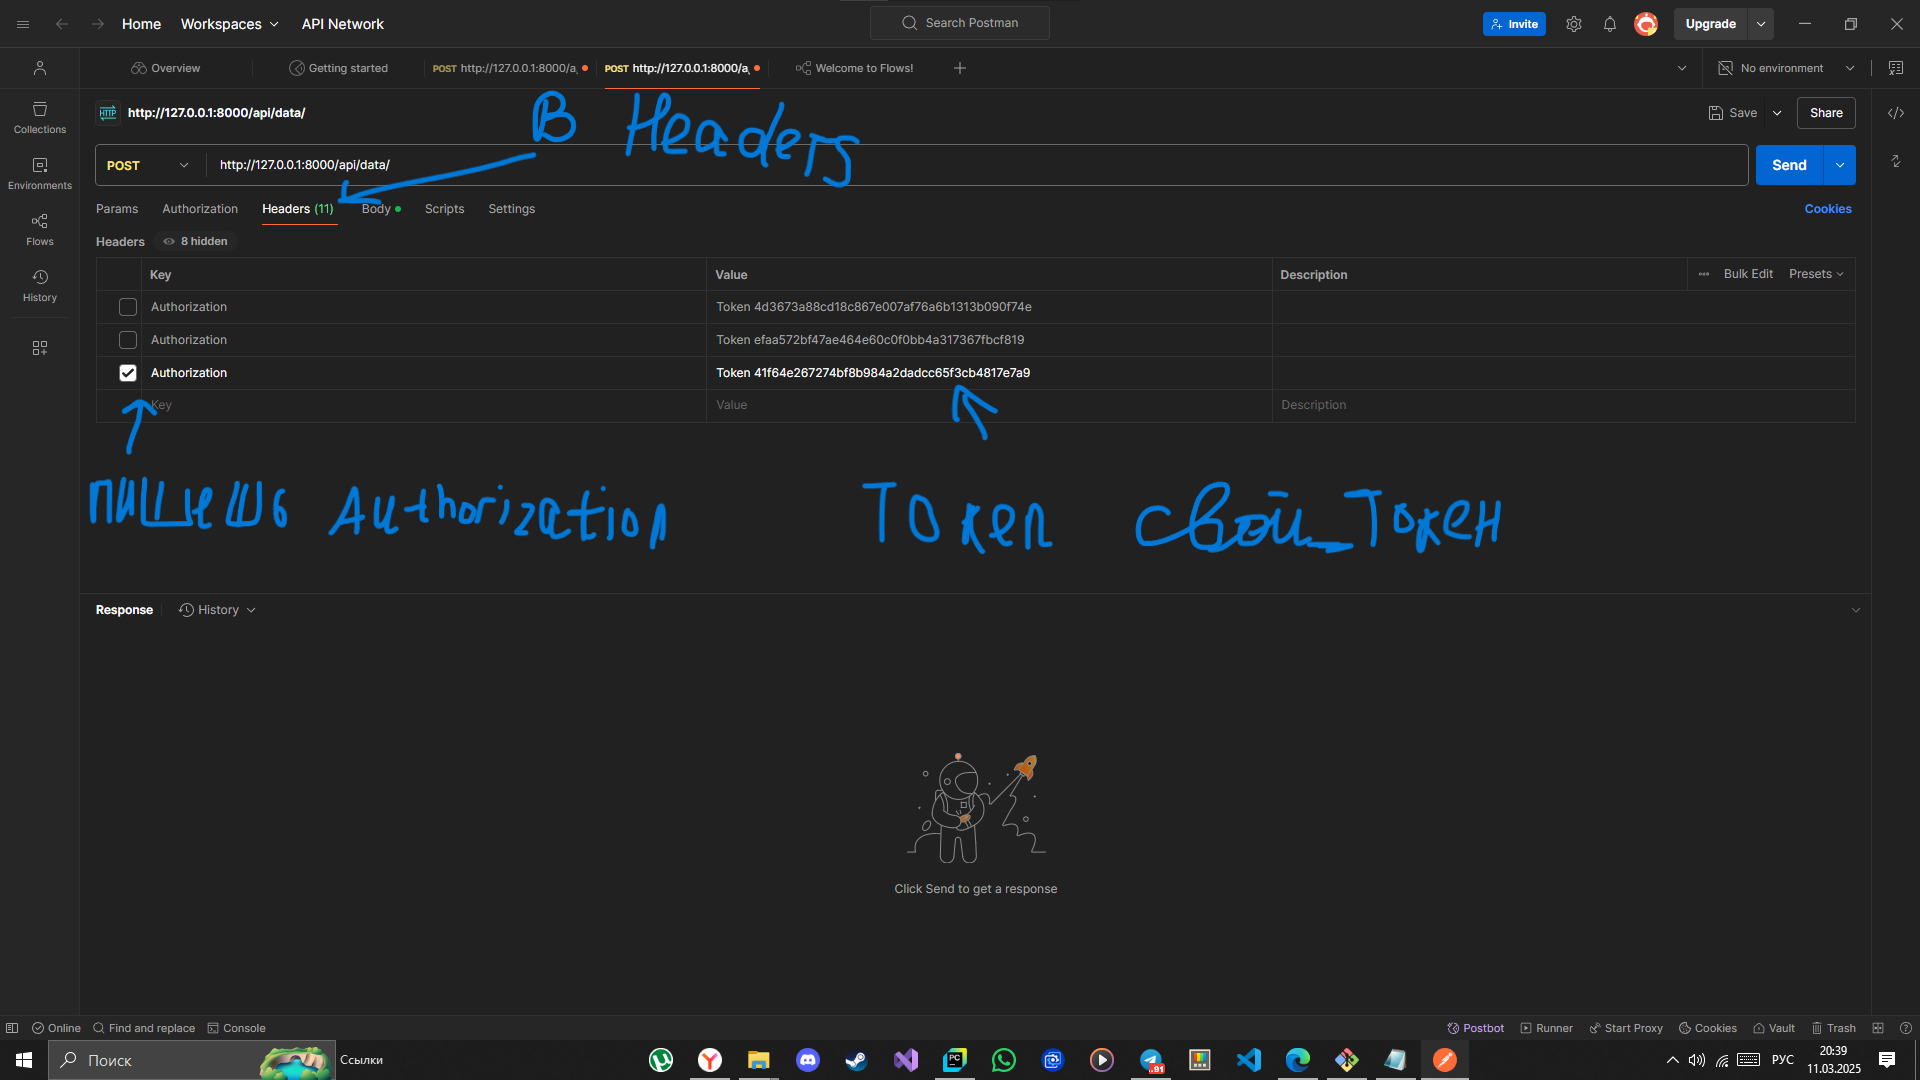 Home Workspaces API Network Search Postman Invite Upgrade
Overview Getting started POST http://127.0.0.1:8000/a, POST http://127.0.0.1:8000/a, Welcome to Flows! No environment
http://127.0.0.1:8000/api/data/ Save Share
В Headers
POST http://127.0.0.1:8000/api/data/ Send
Params Authorization Headers (11) Body Scripts Settings Cookies
Headers 8 hidden
Key Value Description Bulk Edit Presets
Authorization Token 4d3673a88cd18c867e007af76a6b1313b090f74e
Authorization Token efaa572bf47ae464e60c0f0bb4a317367fbcf819
Authorization Token 41f64e267274bf8b984a2dadcc65f3cb4817e7a9
Key Value Description
пишешь Authorization Token свой_токен
Collections
Environments
Flows
History
Response History
Click Send to get a response
Online Find and replace Console Postbot Runner Start Proxy Cookies Vault Trash
Поиск Ссылки PC 91 РУС 20:39
11.03.2025